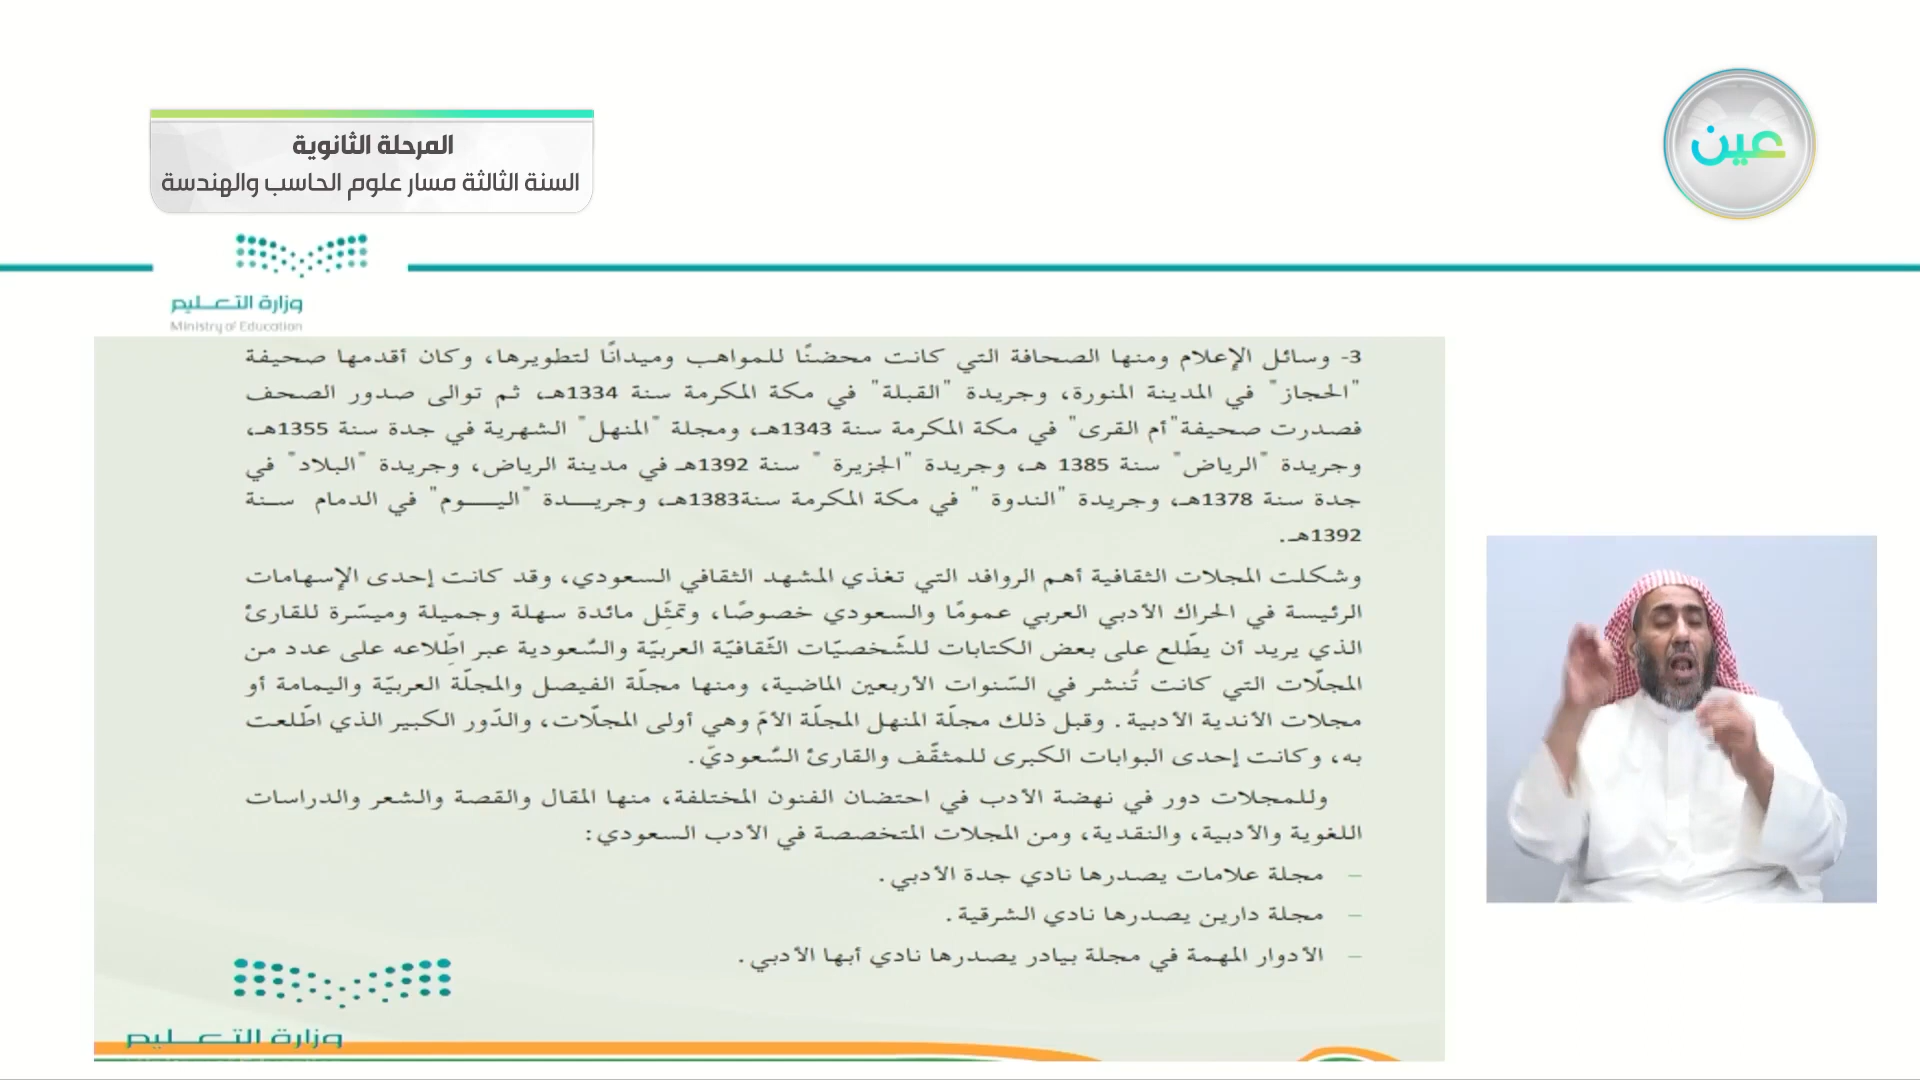 المرحلة الثانوية
السنة الثالثة مسار علوم الحاسب والهندسة
عين
وزارة التعليم
Ministry of Education
3- وسائل الإعلام ومنها الصحافة التي كانت محضنًا للمواهب وميدانًا لتطويرها، وكان أقدمها صحيفة
"الحجاز" في المدينة المنورة، وجريدة "القبلة" في مكة المكرمة سنة 1334هـ، ثم توالى صدور الصحف
فصدرت صحيفة"أم القرى" في مكة المكرمة سنة 1343هـ، ومجلة "المنهل" الشهرية في جدة سنة 1355هـ،
وجريدة "الرياض" سنة 1385 هـ، وجريدة "الجزيرة " سنة 1392هـ في مدينة الرياض، وجريدة "البلاد" في
جدة سنة 1378هـ، وجريدة "الندوة " في مكة المكرمة سنة1383هـ، وجريـــدة "اليـــوم" في الدمام سـنة
1392هـ.
وشكلت المجلات الثقافية أهم الروافد التي تغذي المشهد الثقافي السعودي، وقد كانت إحدى الإسهامات
الرئيسة في الحراك الأدبي العربي عمومًا والسعودي خصوصًا، وتمثِّل مائدة سهلة وجميلة وميسّرة للقارئ
الذي يريد أن يطّلع على بعض الكتابات للشّخصيّات الثّقافيّة العربيّة والسّعودية عبر اطّلاعه على عدد من
المجلّات التي كانت تُنشر في السّنوات الأربعين الماضية، ومنها مجلّة الفيصل والمجلّة العربيّة واليمامة أو
مجلات الأندية الأدبية. وقبل ذلك مجلّة المنهل المجلّة الأمّ وهي أولى المجلّات، والدّور الكبير الذي اطّلعت
به، وكانت إحدى البوابات الكبرى للمثقّف والقارئ السّعوديّ.
وللمجلات دور في نهضة الأدب في احتضان الفنون المختلفة، منها المقال والقصة والشعر والدراسات
اللغوية والأدبية، والنقدية، ومن المجلات المتخصصة في الأدب السعودي:
– مجلة علامات يصدرها نادي جدة الأدبي.
– مجلة دارين يصدرها نادي الشرقية.
– الأدوار المهمة في مجلة بيادر يصدرها نادي أبها الأدبي.
وزارة التعليم